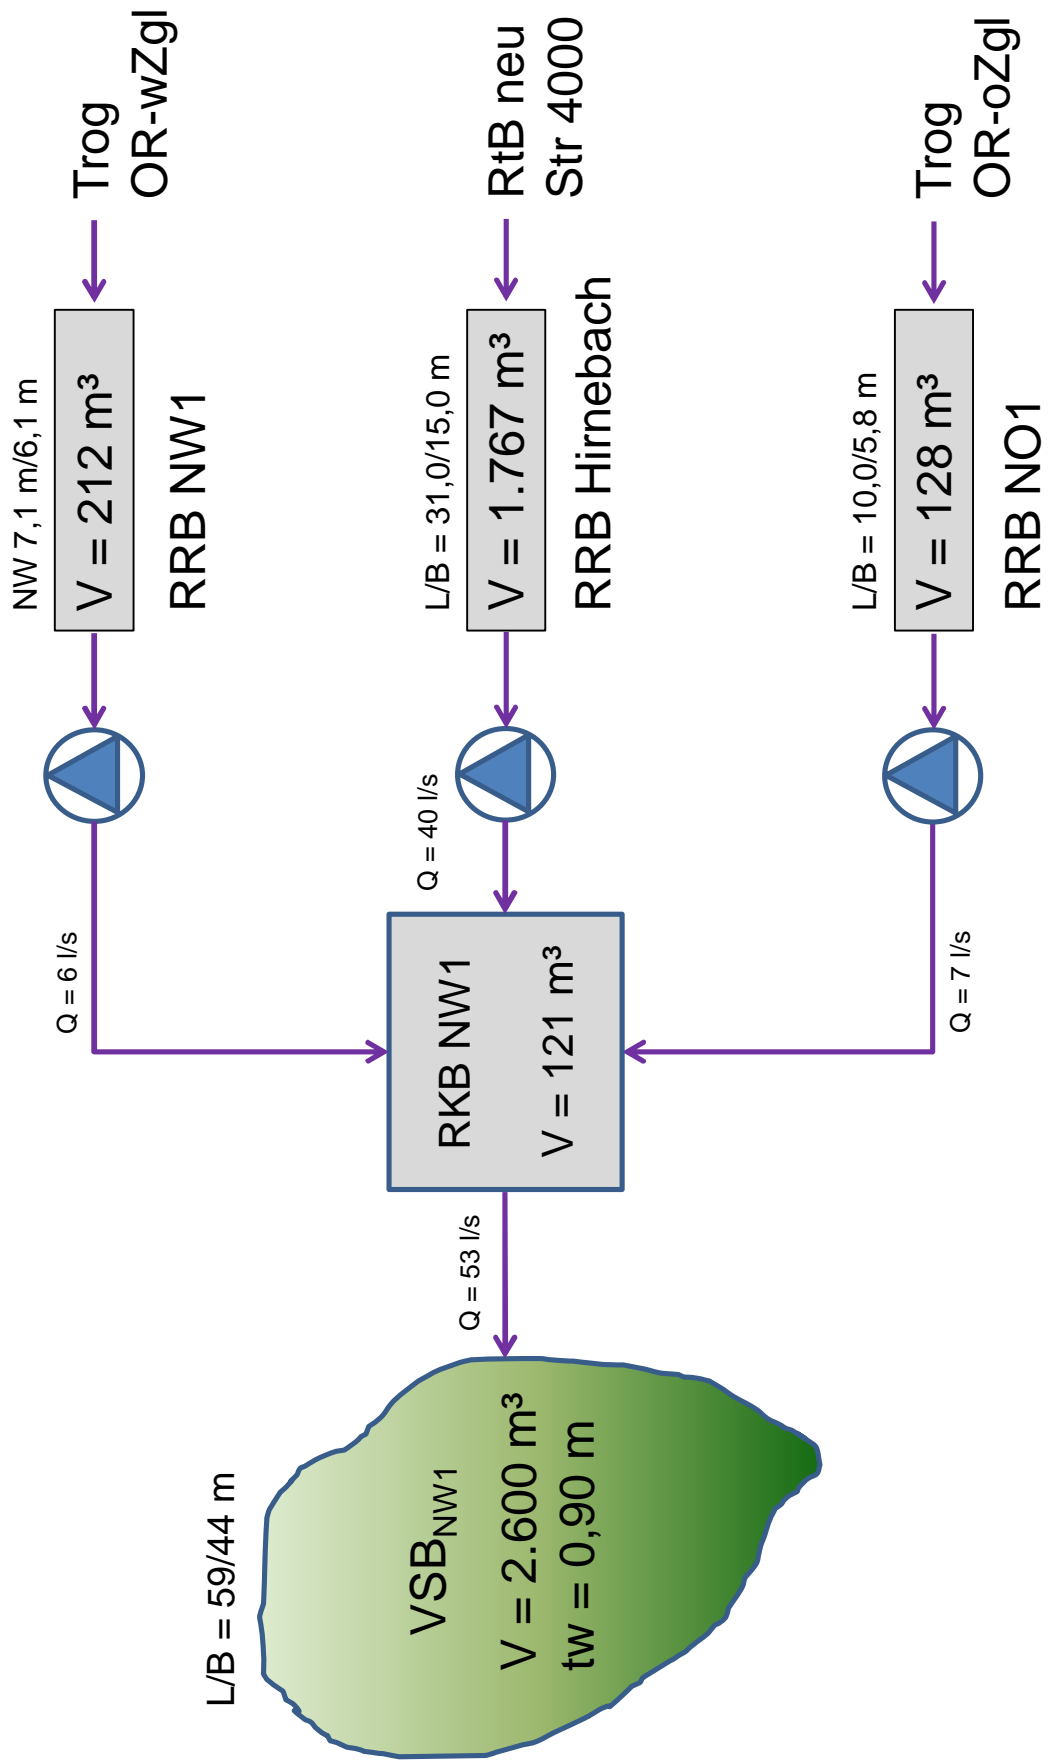 NW 7,1 m/6,1 m
V = 212 m³
RRB NW1
Trog
OR-wZgl
Q = 6 l/s
L/B = 31,0/15,0 m
V = 1.767 m³
RRB Hirnebach
RtB neu
Str 4000
Q = 40 l/s
L/B = 10,0/5,8 m
V = 128 m³
RRB NO1
Trog
OR-oZgl
Q = 7 l/s
RKB NW1
V = 121 m³
Q = 53 l/s
L/B = 59/44 m
VSB_NW1
V = 2.600 m³
tw = 0,90 m